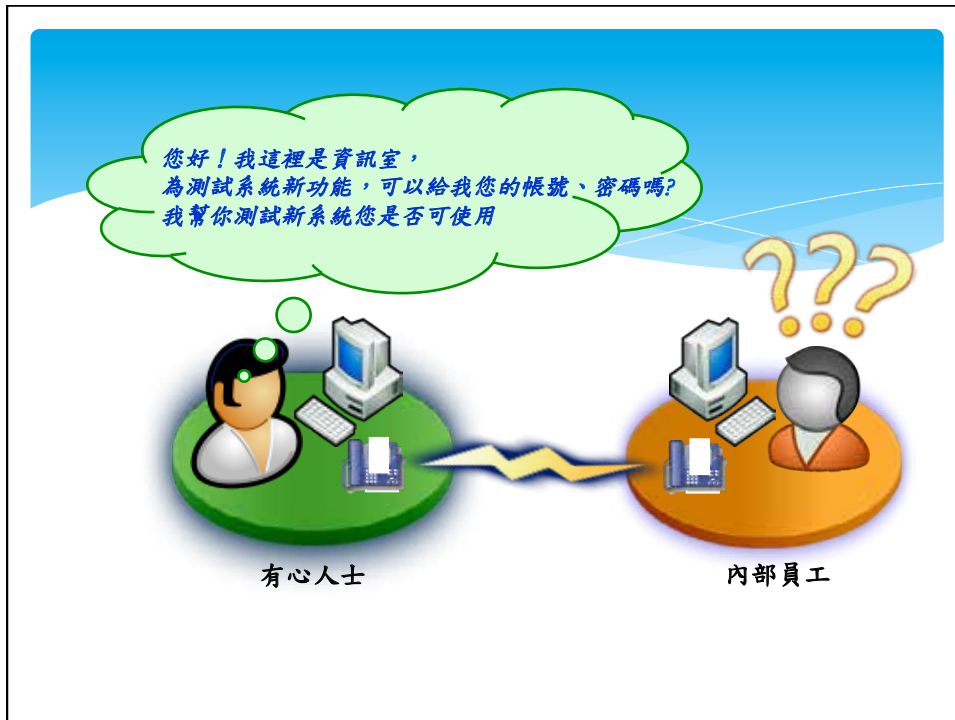 您好！我這裡是資訊室，
為測試系統新功能，可以給我您的帳號、密碼嗎?
我幫你測試新系統您是否可使用
???
有心人士
內部員工